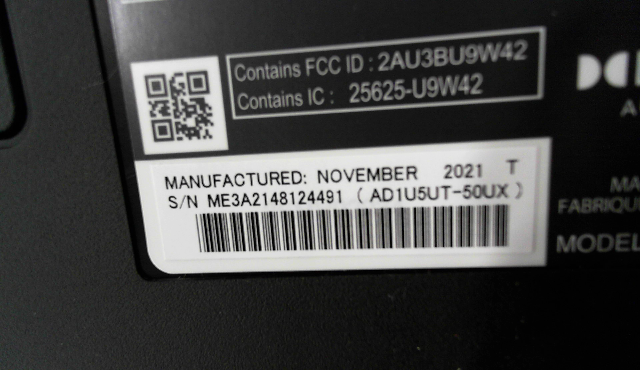 Contains FCC ID : 2AU3BU9W42
Contains IC : 25625-U9W42
MANUFACTURED: NOVEMBER 2021 T
S/N ME3A2148124491 ( AD1U5UT-50UX )
MODEL